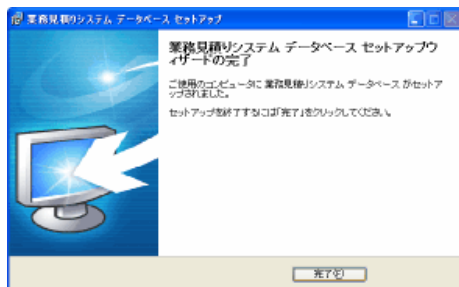 業務見積りシステム データベース セットアップ
業務見積りシステム データベース セットアップウ
ィザードの完了
ご使用のコンピュータに 業務見積りシステム データベース がセットア
ップされました。
セットアップを終了するには「完了」をクリックしてください。
完了(F)